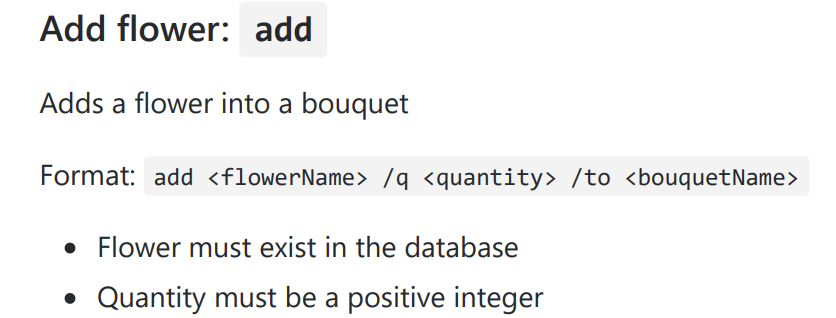 Add flower: add
Adds a flower into a bouquet
Format: add <flowerName> /q <quantity> /to <bouquetName>
• Flower must exist in the database
• Quantity must be a positive integer